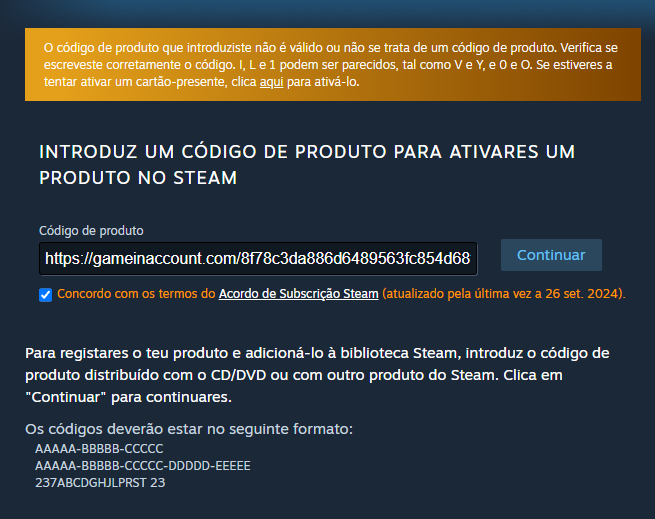 O código de produto que introduziste não é válido ou não se trata de um código de produto. Verifica se
escreveste corretamente o código. I, L e 1 podem ser parecidos, tal como V e Y, e 0 e O. Se estiveres a
tentar ativar um cartão-presente, clica aqui para ativá-lo.
INTRODUZ UM CÓDIGO DE PRODUTO PARA ATIVARES UM
PRODUTO NO STEAM
Código de produto
https://gameinaccount.com/8f78c3da886d6489563fc854d68
Continuar
Concordo com os termos do Acordo de Subscrição Steam (atualizado pela última vez a 26 set. 2024).
Para registares o teu produto e adicioná-lo à biblioteca Steam, introduz o código de
produto distribuído com o CD/DVD ou com outro produto do Steam. Clica em
"Continuar" para continuares.
Os códigos deverão estar no seguinte formato:
AAAAA-BBBBB-CCCCC
AAAAA-BBBBB-CCCCC-DDDDD-EEEEE
237ABCDGHJLPRST 23